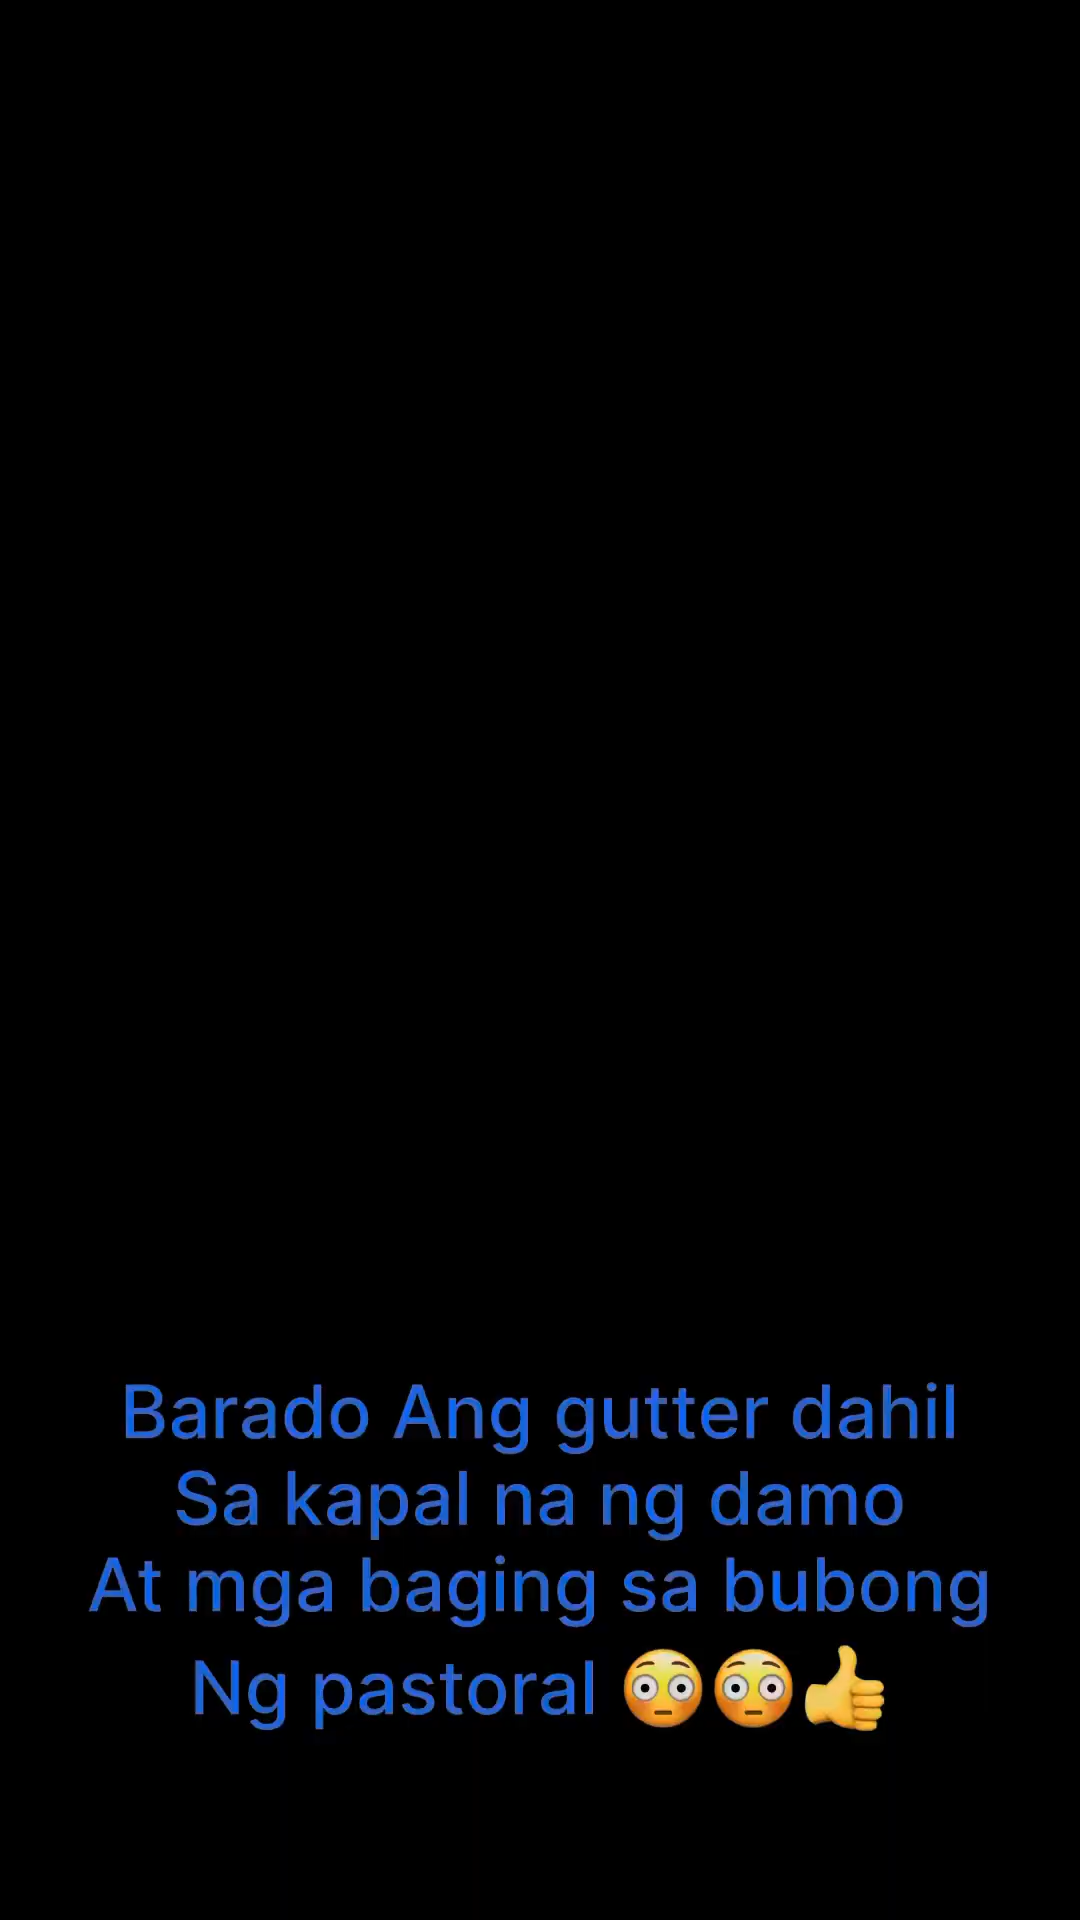 Barado Ang gutter dahil
Sa kapal na ng damo
At mga baging sa bubong
Ng pastoral 😳😳👍